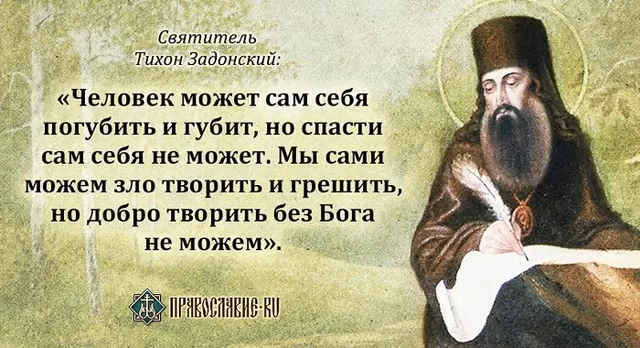 Святитель
Тихон Задонский:
«Человек может сам себя
погубить и губит, но спасти
сам себя не может. Мы сами
можем зло творить и грешить,
но добро творить без Бога
не можем».
ПРАВОСЛАВИЕ·RU